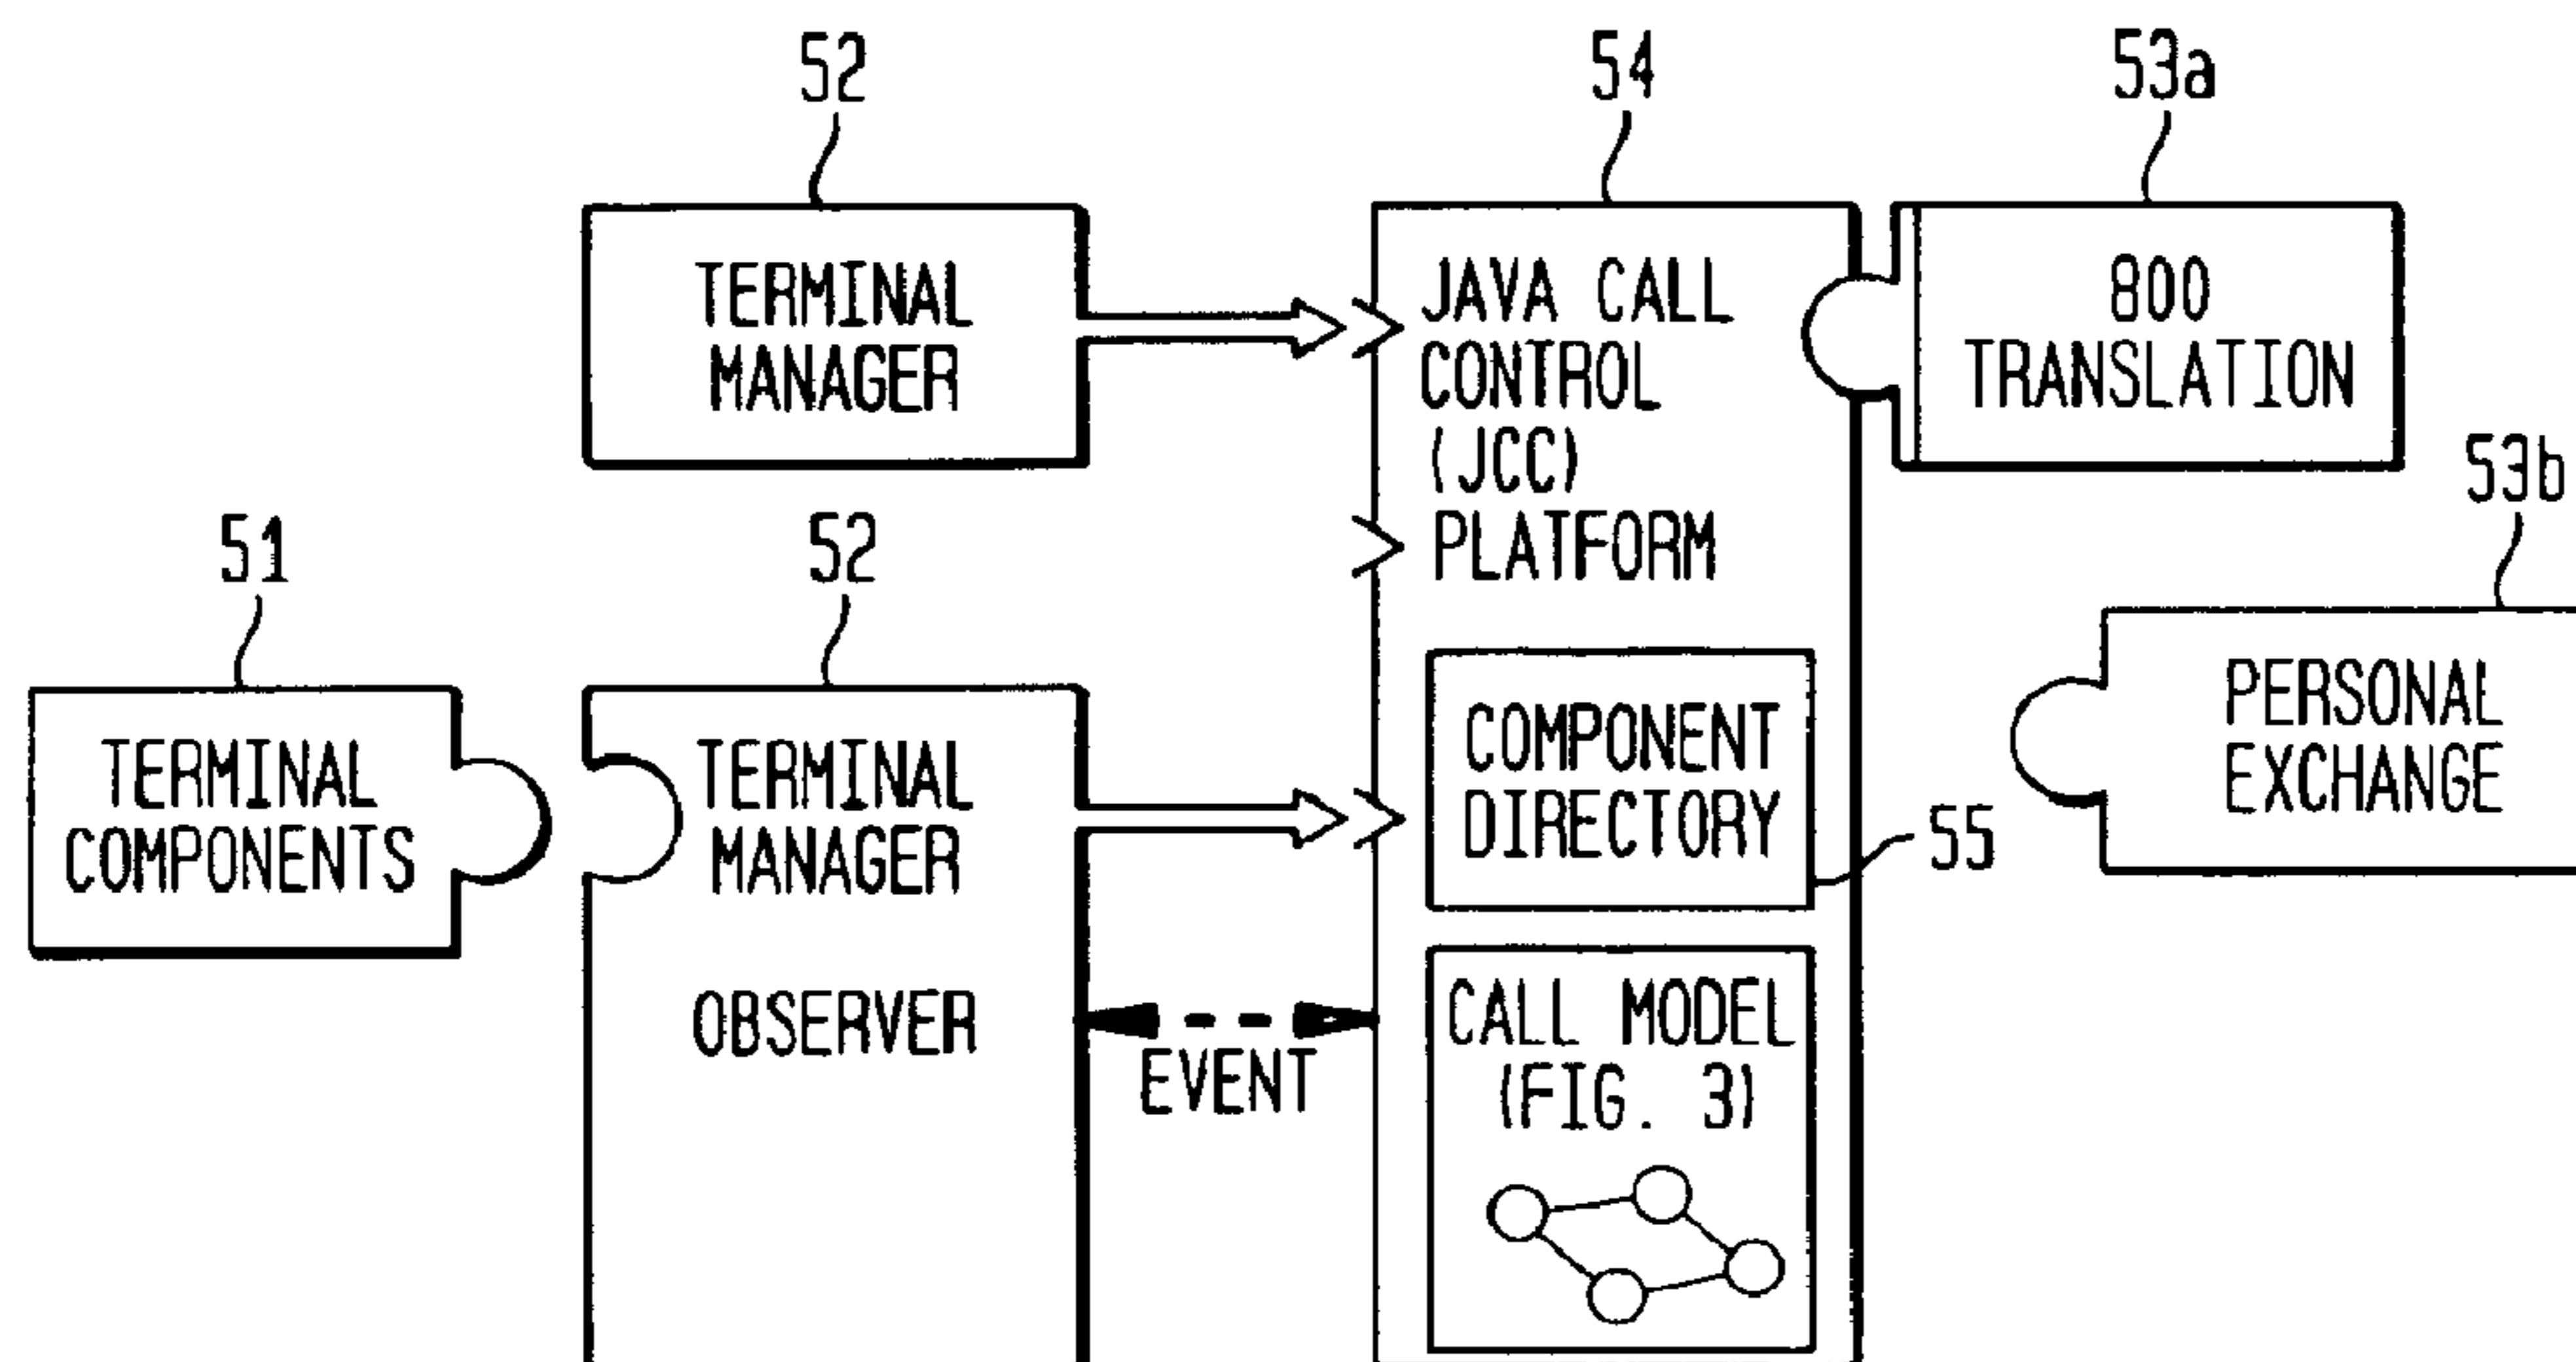 52
54
53a
TERMINAL
MANAGER
JAVA CALL
CONTROL
(JCC)
PLATFORM
800
TRANSLATION
53b
51
52
TERMINAL
COMPONENTS
TERMINAL
MANAGER
OBSERVER
EVENT
COMPONENT
DIRECTORY
55
PERSONAL
EXCHANGE
CALL MODEL
(FIG. 3)